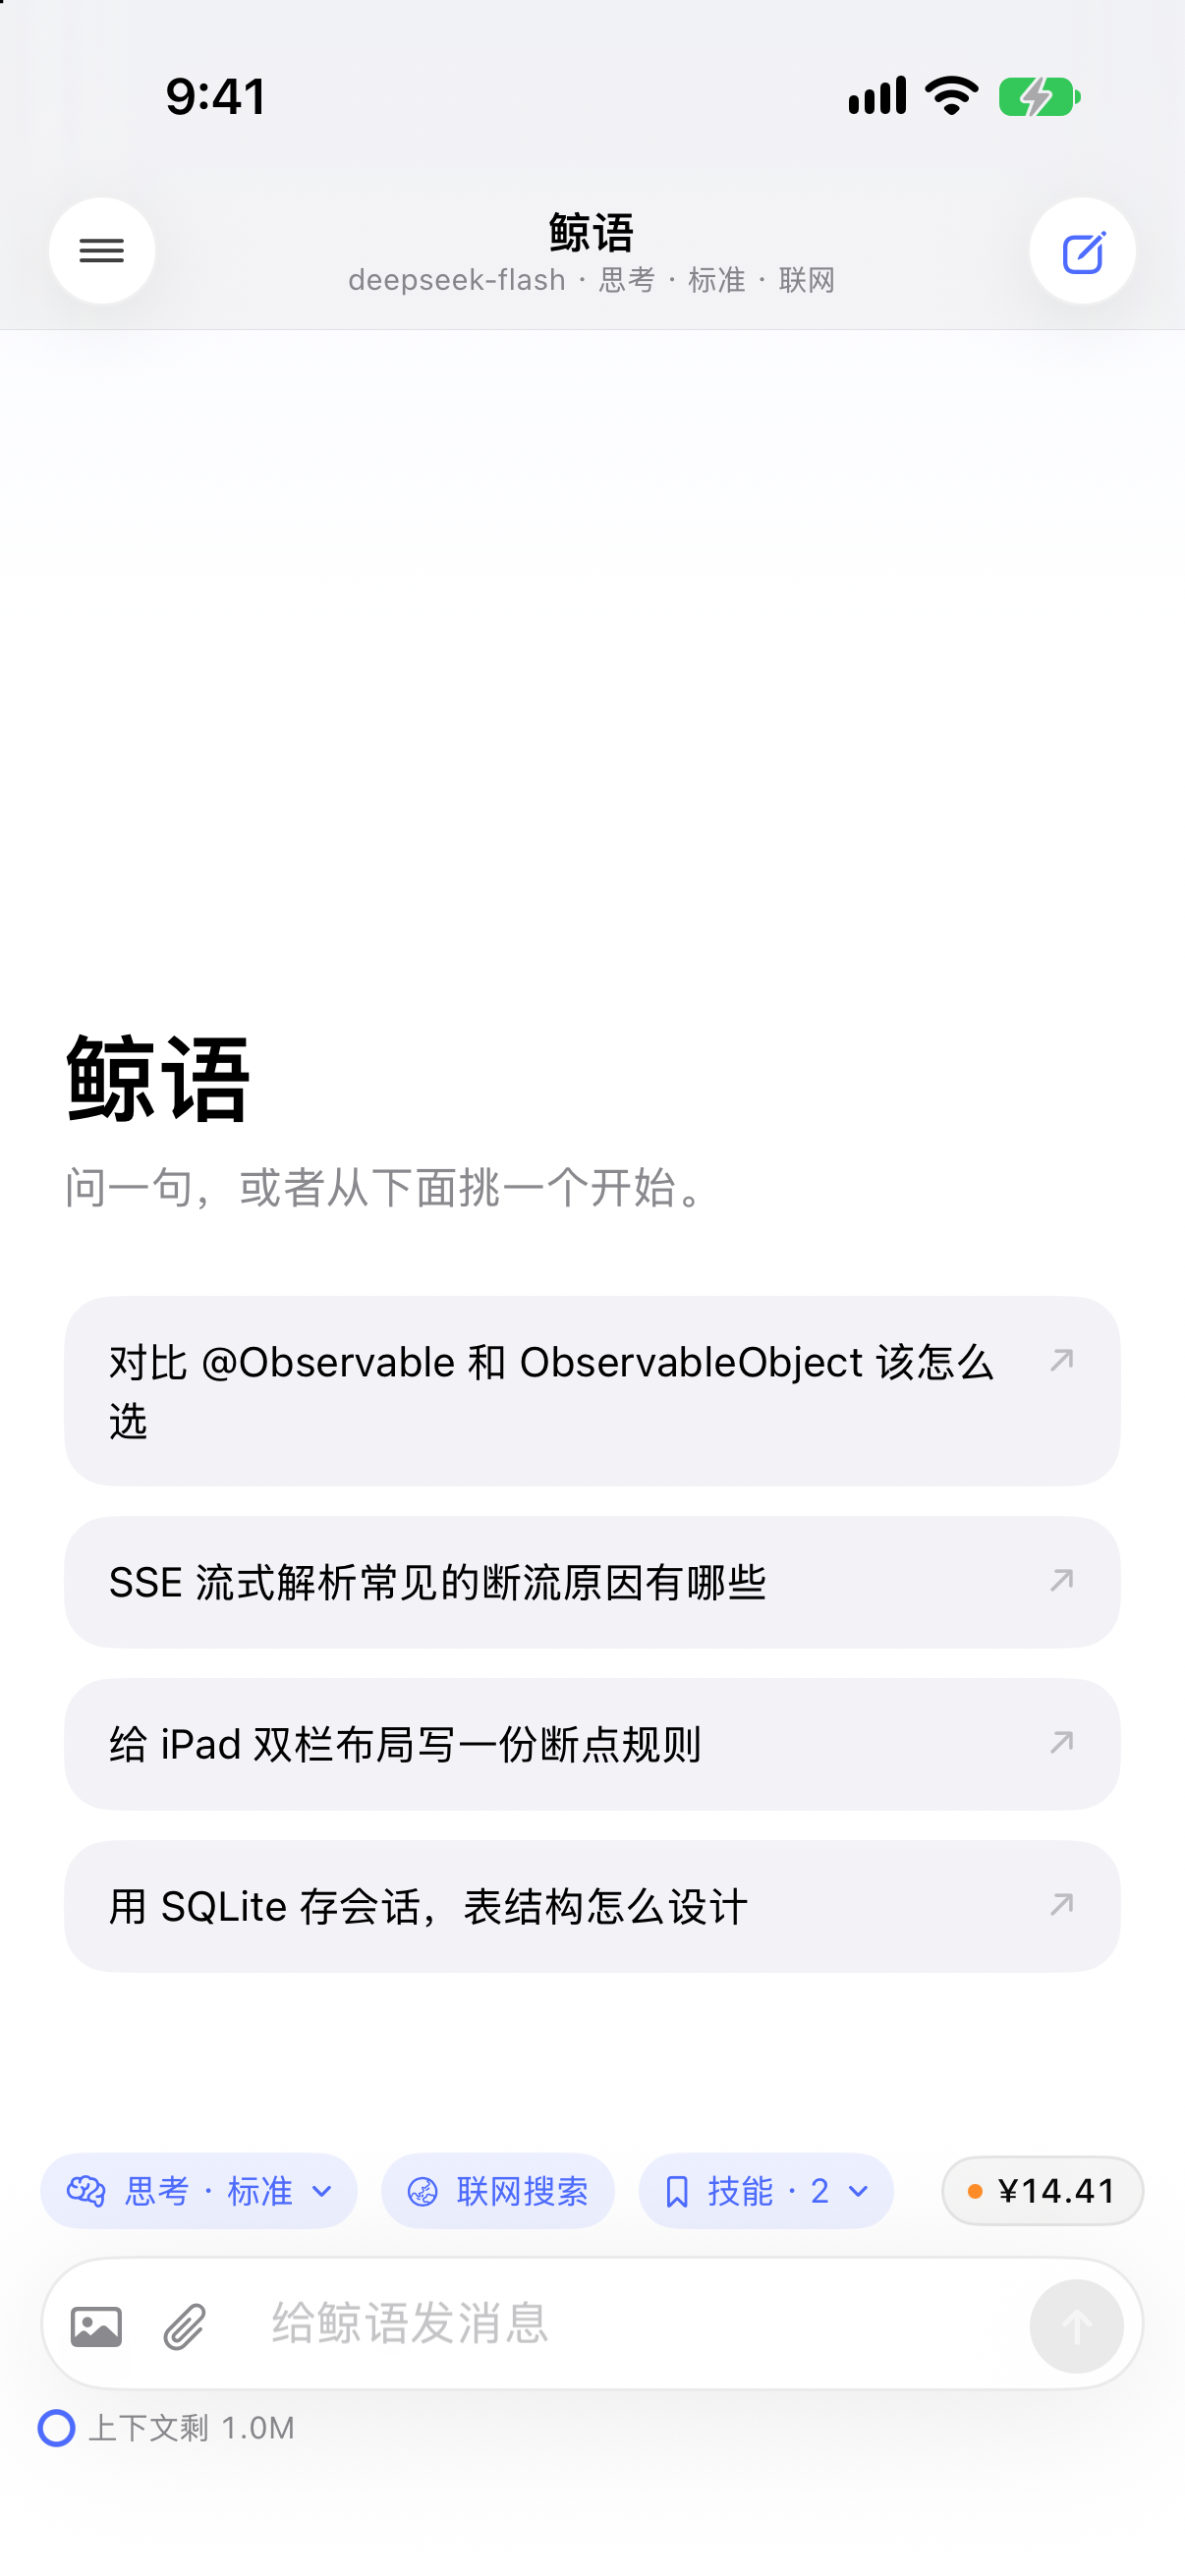 9:41
鲸语
deepseek-flash · 思考 · 标准 · 联网
鲸语
问一句，或者从下面挑一个开始。
对比 @Observable 和 ObservableObject 该怎么
选
SSE 流式解析常见的断流原因有哪些
给 iPad 双栏布局写一份断点规则
用 SQLite 存会话，表结构怎么设计
思考 · 标准
联网搜索
技能 · 2
¥14.41
给鲸语发消息
上下文剩 1.0M